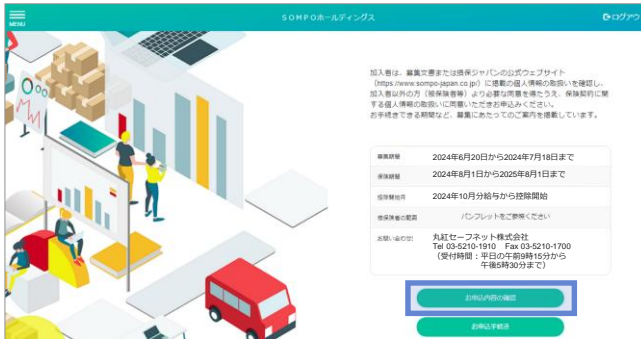 MENU
SOMPOホールディングス
ログアウ
加入者は、募集文書または損保ジャパンの公式ウェブサイト
（https://www.sompo-japan.co.jp/）に掲載の個人情報の取扱いを確認し、
加入者以外の方（被保険者等）より必要な同意を得たうえ、保険契約に関
する個人情報の取扱いに同意いただきお申込みください。
お手続きできる期間など、募集にあたってのご案内を掲載しています。
募集期間 2024年6月20日から2024年7月18日まで
保険期間 2024年8月1日から2025年8月1日まで
控除開始月 2024年10月分給与から控除開始
被保険者の範囲 パンフレットをご参照ください
お問い合わせ 丸紅セーフネット株式会社
Tel 03-5210-1910 Fax 03-5210-1700
（受付時間：平日の午前9時15分から
午後5時30分まで）
お申込内容の確認
お申込手続き